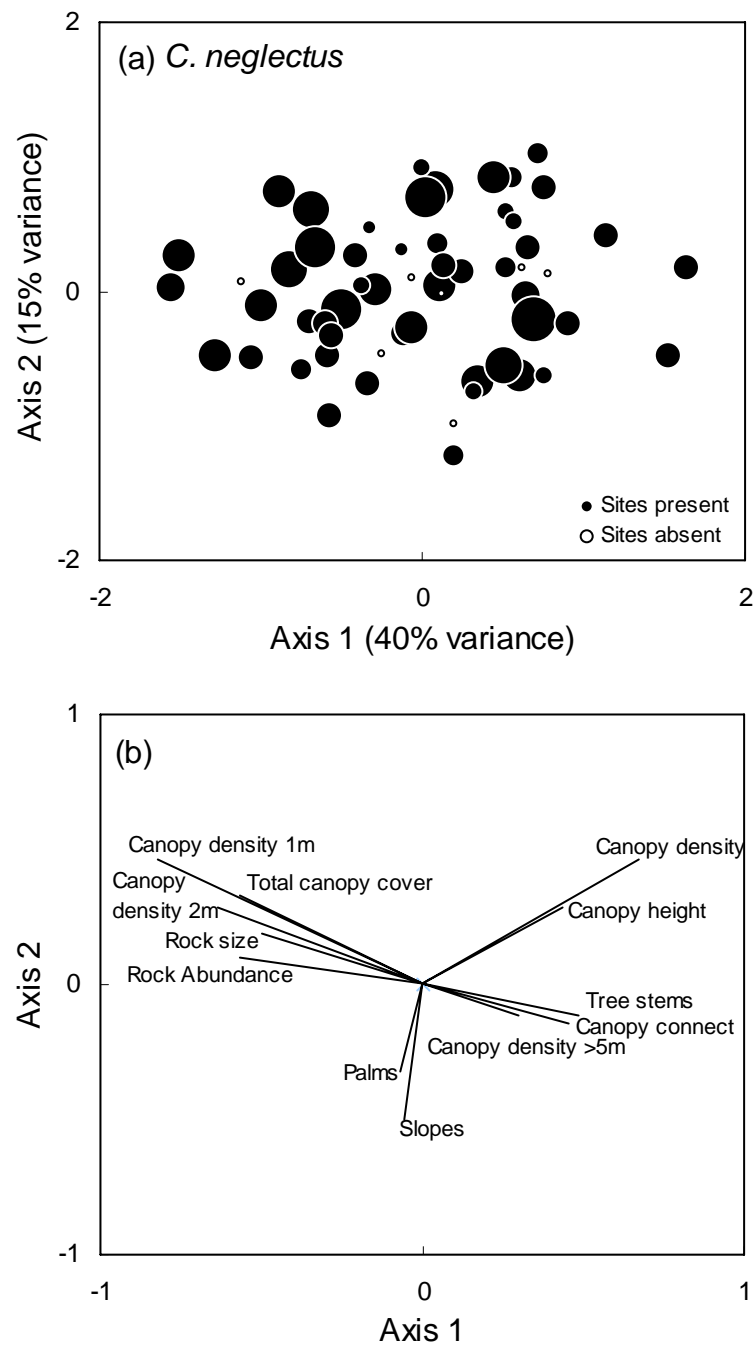 2
(a) C. neglectus
Axis 2 (15% variance)
0
Sites present
Sites absent
-2
-2
0
2
Axis 1 (40% variance)
1
(b)
Canopy density 1m
Canopy density
Canopy
density 2m
Total canopy cover
Canopy height
Rock size
Rock Abundance
Axis 2
0
Tree stems
Canopy connect
Canopy density >5m
Palms
Slopes
-1
-1
0
1
Axis 1